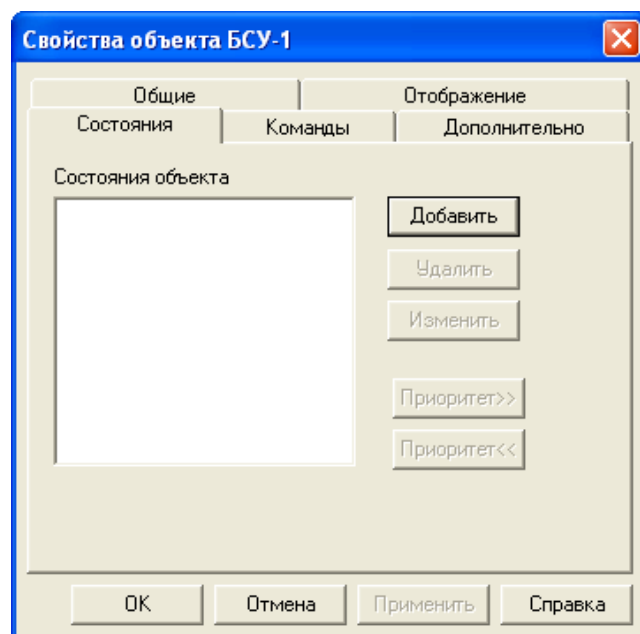 Свойства объекта БСУ-1
Общие Отображение
Состояния Команды Дополнительно
Состояния объекта
Добавить
Удалить
Изменить
Приоритет>>
Приоритет<<
OK Отмена Применить Справка